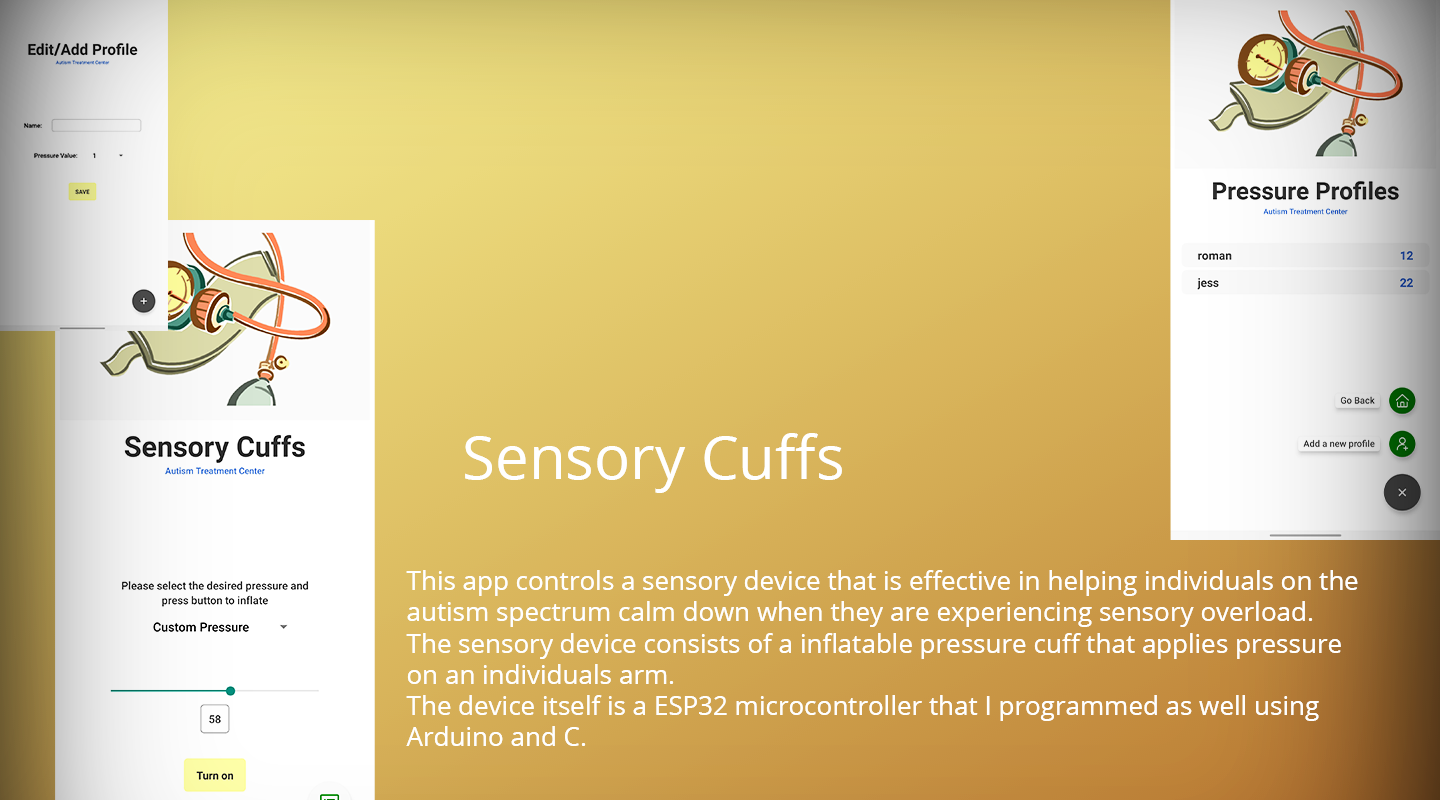 Edit/Add Profile
Autism Treatment Center
Name:
Pressure Value: 1
SAVE
+
Sensory Cuffs
Autism Treatment Center
Please select the desired pressure and
press button to inflate
Custom Pressure
58
Turn on
Pressure Profiles
Autism Treatment Center
roman 12
jess 22
Go Back
Add a new profile
×
Sensory Cuffs
This app controls a sensory device that is effective in helping individuals on the
autism spectrum calm down when they are experiencing sensory overload.
The sensory device consists of a inflatable pressure cuff that applies pressure
on an individuals arm.
The device itself is a ESP32 microcontroller that I programmed as well using
Arduino and C.